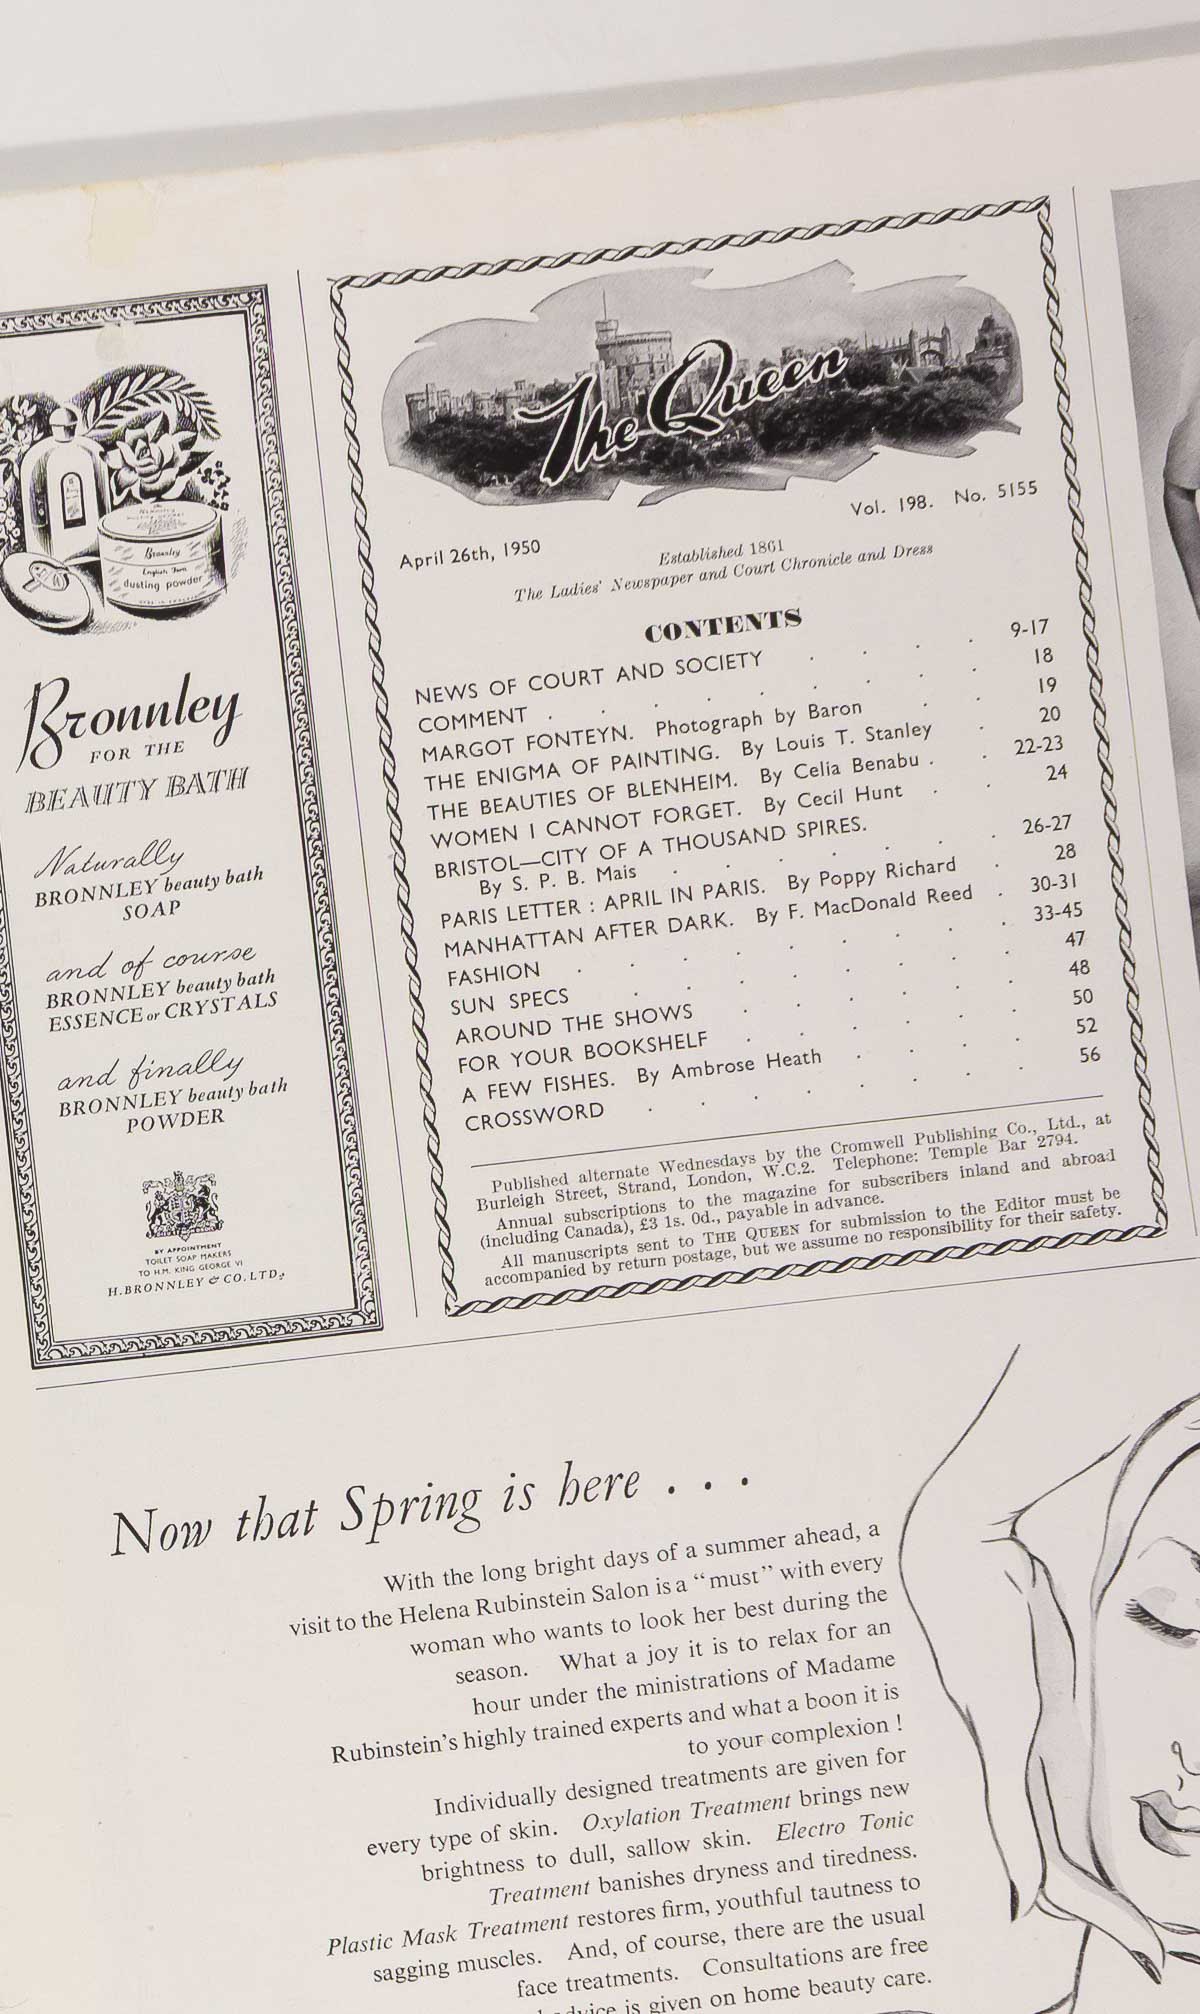 Bronnley
English Fern
dusting powder
Bronnley
FOR THE
BEAUTY BATH
Naturally
BRONNLEY beauty bath
SOAP
and of course
BRONNLEY beauty bath
ESSENCE or CRYSTALS
and finally
BRONNLEY beauty bath
POWDER
BY APPOINTMENT
TOILET SOAP MAKERS
TO H.M. KING GEORGE VI
H. BRONNLEY & CO. LTD.
The Queen
April 26th, 1950 Vol. 198. No. 5155
Established 1861
The Ladies' Newspaper and Court Chronicle and Dress
CONTENTS
NEWS OF COURT AND SOCIETY . . . . 9-17
COMMENT . . . . . . . . . 18
MARGOT FONTEYN. Photograph by Baron . . 19
THE ENIGMA OF PAINTING. By Louis T. Stanley . 20
THE BEAUTIES OF BLENHEIM. By Celia Benabu . . 22-23
WOMEN I CANNOT FORGET. By Cecil Hunt . . 24
BRISTOL—CITY OF A THOUSAND SPIRES.
By S. P. B. Mais . . . . . . . 26-27
PARIS LETTER : APRIL IN PARIS. By Poppy Richard . 28
MANHATTAN AFTER DARK. By F. MacDonald Reed . 30-31
FASHION . . . . . . . . . 33-45
SUN SPECS . . . . . . . . 47
AROUND THE SHOWS . . . . . . 48
FOR YOUR BOOKSHELF . . . . . . 50
A FEW FISHES. By Ambrose Heath . . . . 52
CROSSWORD . . . . . . . . 56
Published alternate Wednesdays by the Cromwell Publishing Co., Ltd., at
Burleigh Street, Strand, London, W.C.2. Telephone: Temple Bar 2794.
Annual subscriptions to the magazine for subscribers inland and abroad
(including Canada), £3 1s. 0d., payable in advance.
All manuscripts sent to THE QUEEN for submission to the Editor must be
accompanied by return postage, but we assume no responsibility for their safety.
Now that Spring is here . . .
With the long bright days of a summer ahead, a
visit to the Helena Rubinstein Salon is a “must” with every
woman who wants to look her best during the
season. What a joy it is to relax for an
hour under the ministrations of Madame
Rubinstein's highly trained experts and what a boon it is
to your complexion !
Individually designed treatments are given for
every type of skin. Oxylation Treatment brings new
brightness to dull, sallow skin. Electro Tonic
Treatment banishes dryness and tiredness.
Plastic Mask Treatment restores firm, youthful tautness to
sagging muscles. And, of course, there are the usual
face treatments. Consultations are free
advice is given on home beauty care.